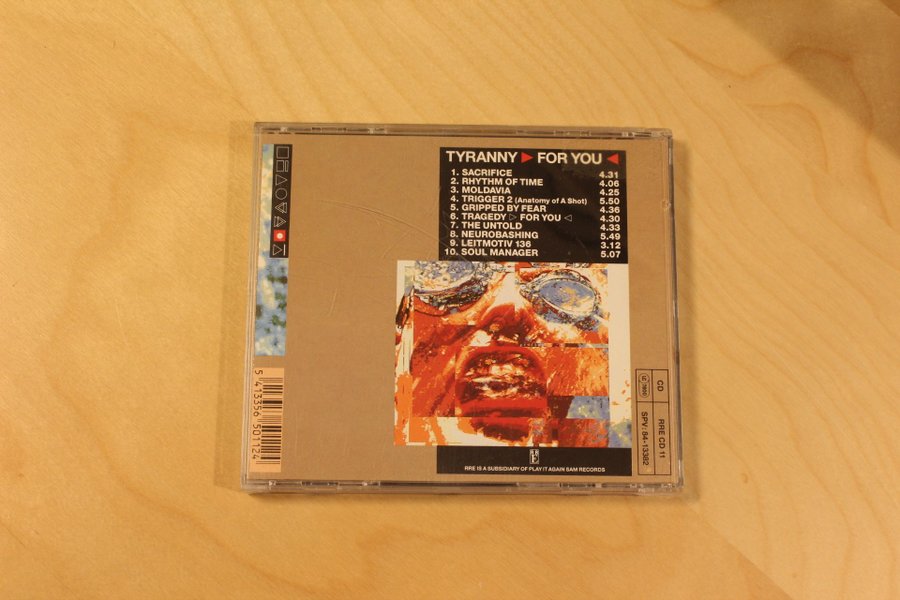 TYRANNY ▶ FOR YOU ◀
1. SACRIFICE 4.31
2. RHYTHM OF TIME 4.06
3. MOLDAVIA 4.25
4. TRIGGER 2 (Anatomy of A Shot) 5.50
5. GRIPPED BY FEAR 4.36
6. TRAGEDY ▷ FOR YOU ◁ 4.30
7. THE UNTOLD 4.33
8. NEUROBASHING 5.49
9. LEITMOTIV 136 3.12
10. SOUL MANAGER 5.07
5 413356 501124
CD
RRE CD 11
SPV: 84-13382
RRE IS A SUBSIDIARY OF PLAY IT AGAIN SAM RECORDS